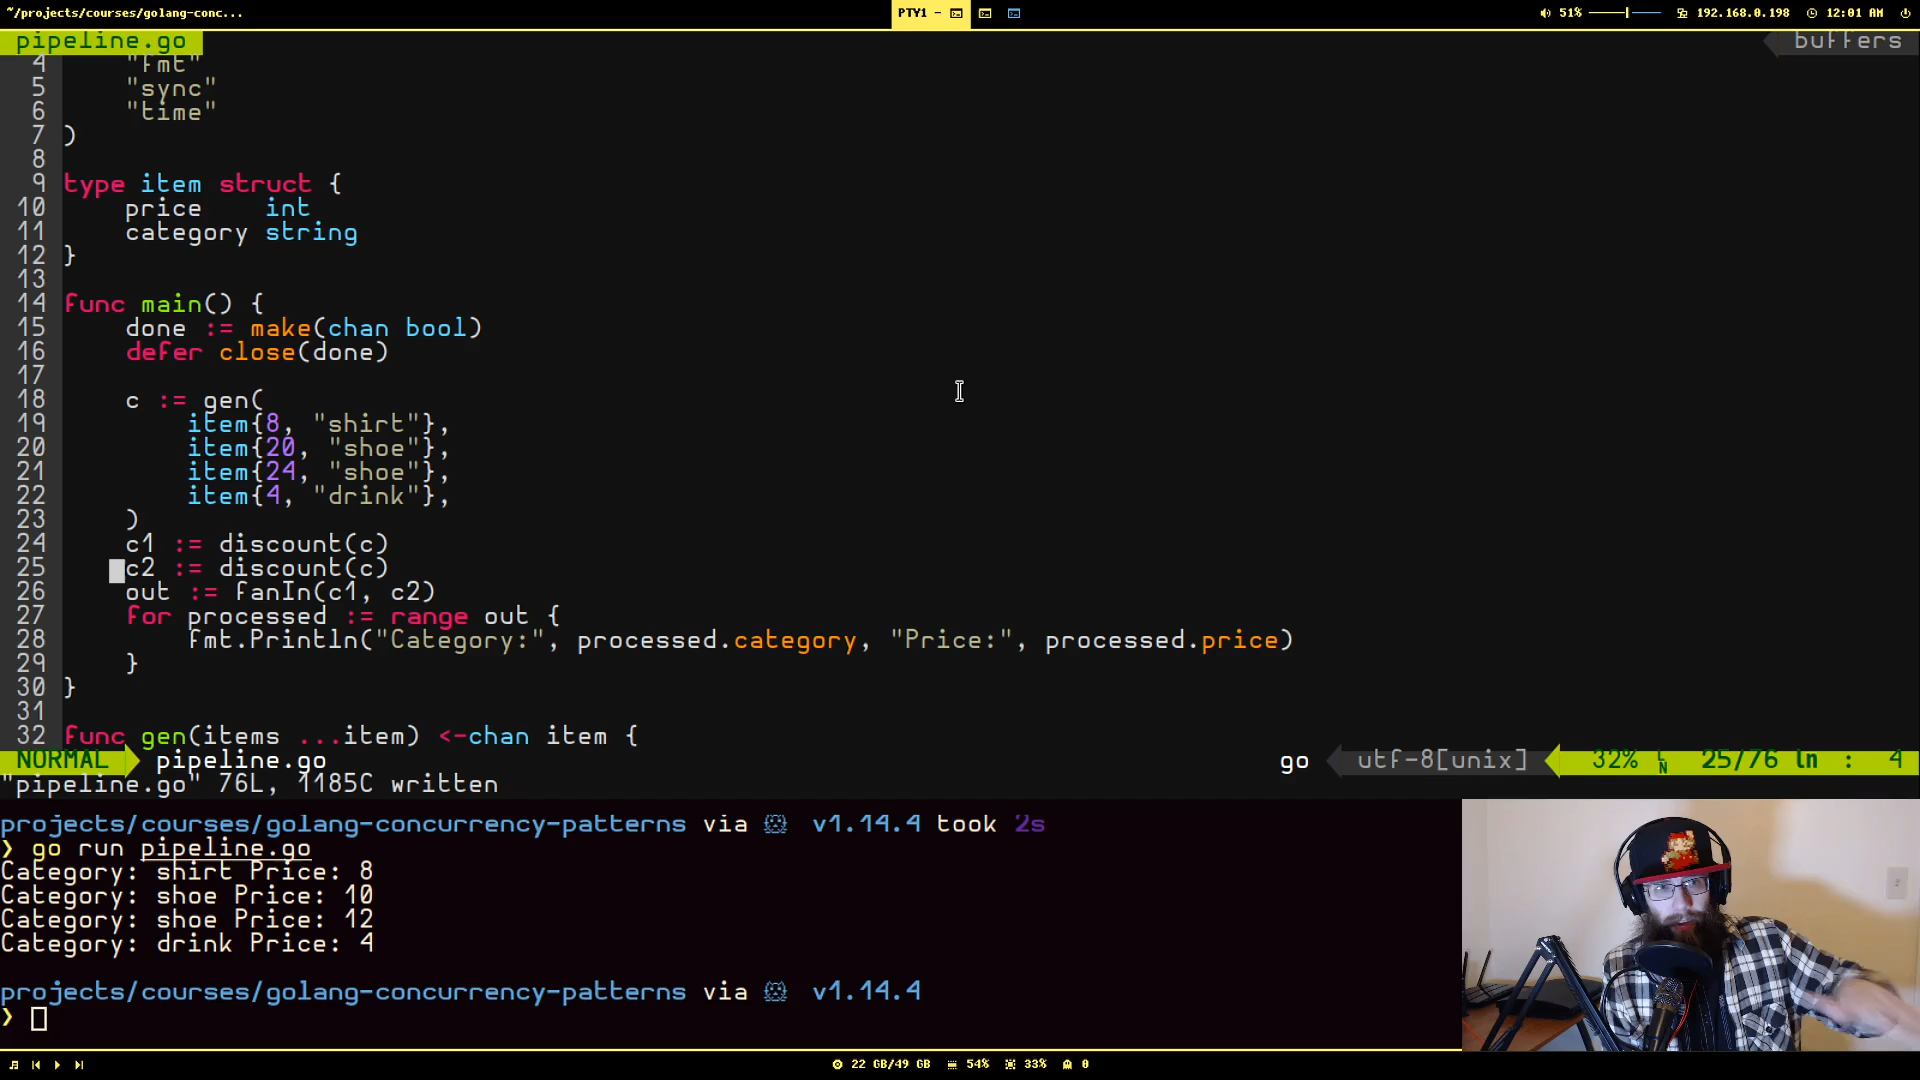 ~/projects/courses/golang-conc...
PTY1 -
51%
192.168.0.198
12:01 AM
pipeline.go
buffers
4 "fmt"
5 "sync"
6 "time"
7 )
8
9 type item struct {
10 price    int
11 category string
12 }
13
14 func main() {
15 done := make(chan bool)
16 defer close(done)
17
18 c := gen(
19 item{8, "shirt"},
20 item{20, "shoe"},
21 item{24, "shoe"},
22 item{4, "drink"},
23 )
24 c1 := discount(c)
25 c2 := discount(c)
26 out := fanIn(c1, c2)
27 for processed := range out {
28 fmt.Println("Category:", processed.category, "Price:", processed.price)
29 }
30 }
31
32 func gen(items ...item) <-chan item {
NORMAL pipeline.go go utf-8[unix] 32% LN 25/76 ln : 4
"pipeline.go" 76L, 1185C written
projects/courses/golang-concurrency-patterns via v1.14.4 took 2s
❯ go run pipeline.go
Category: shirt Price: 8
Category: shoe Price: 10
Category: shoe Price: 12
Category: drink Price: 4
projects/courses/golang-concurrency-patterns via v1.14.4
❯
22 GB/49 GB 54% 33% 0